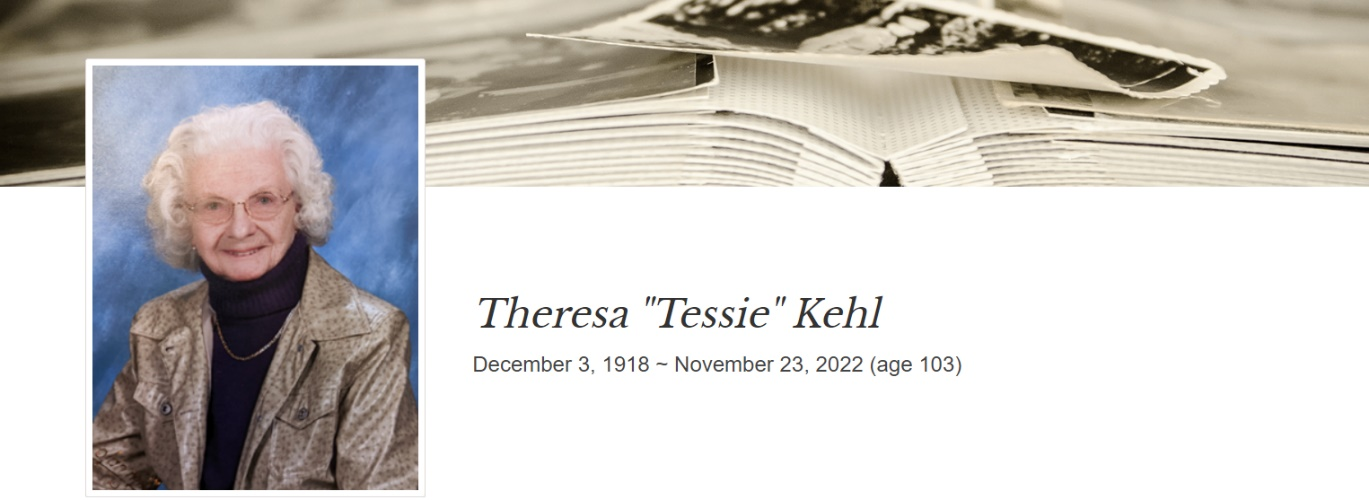 Theresa "Tessie" Kehl
December 3, 1918 ~ November 23, 2022 (age 103)